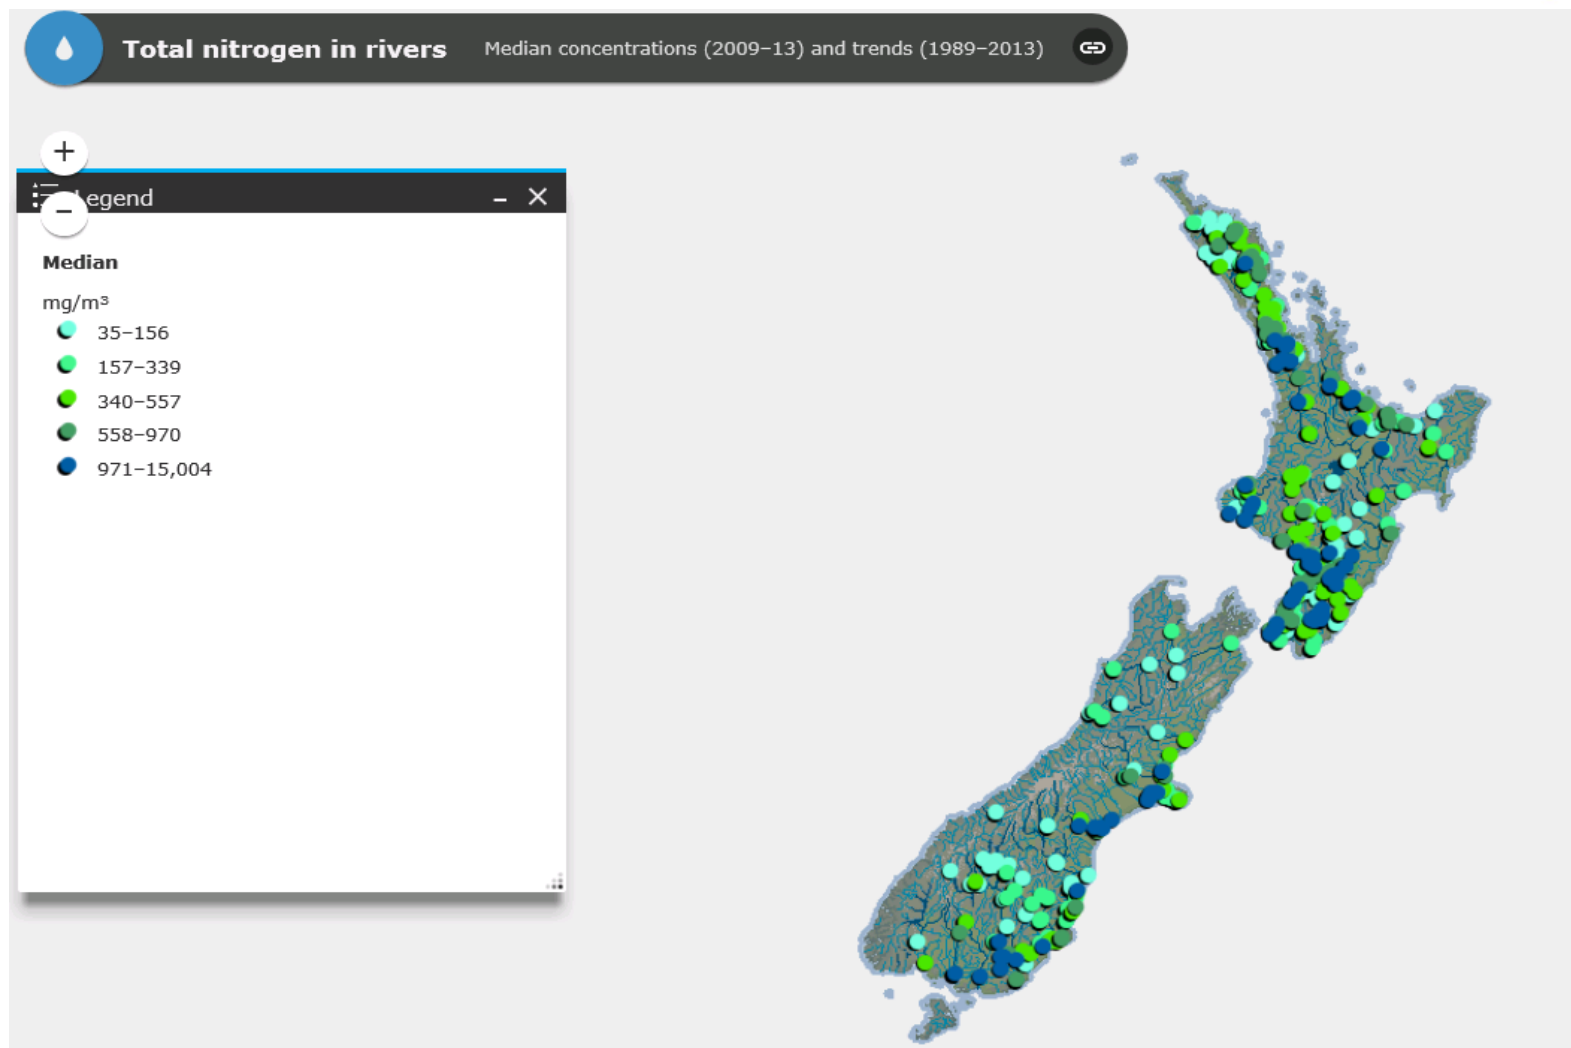 Total nitrogen in rivers Median concentrations (2009–13) and trends (1989–2013)
+
egend
−
Median
mg/m³
35–156
157–339
340–557
558–970
971–15,004